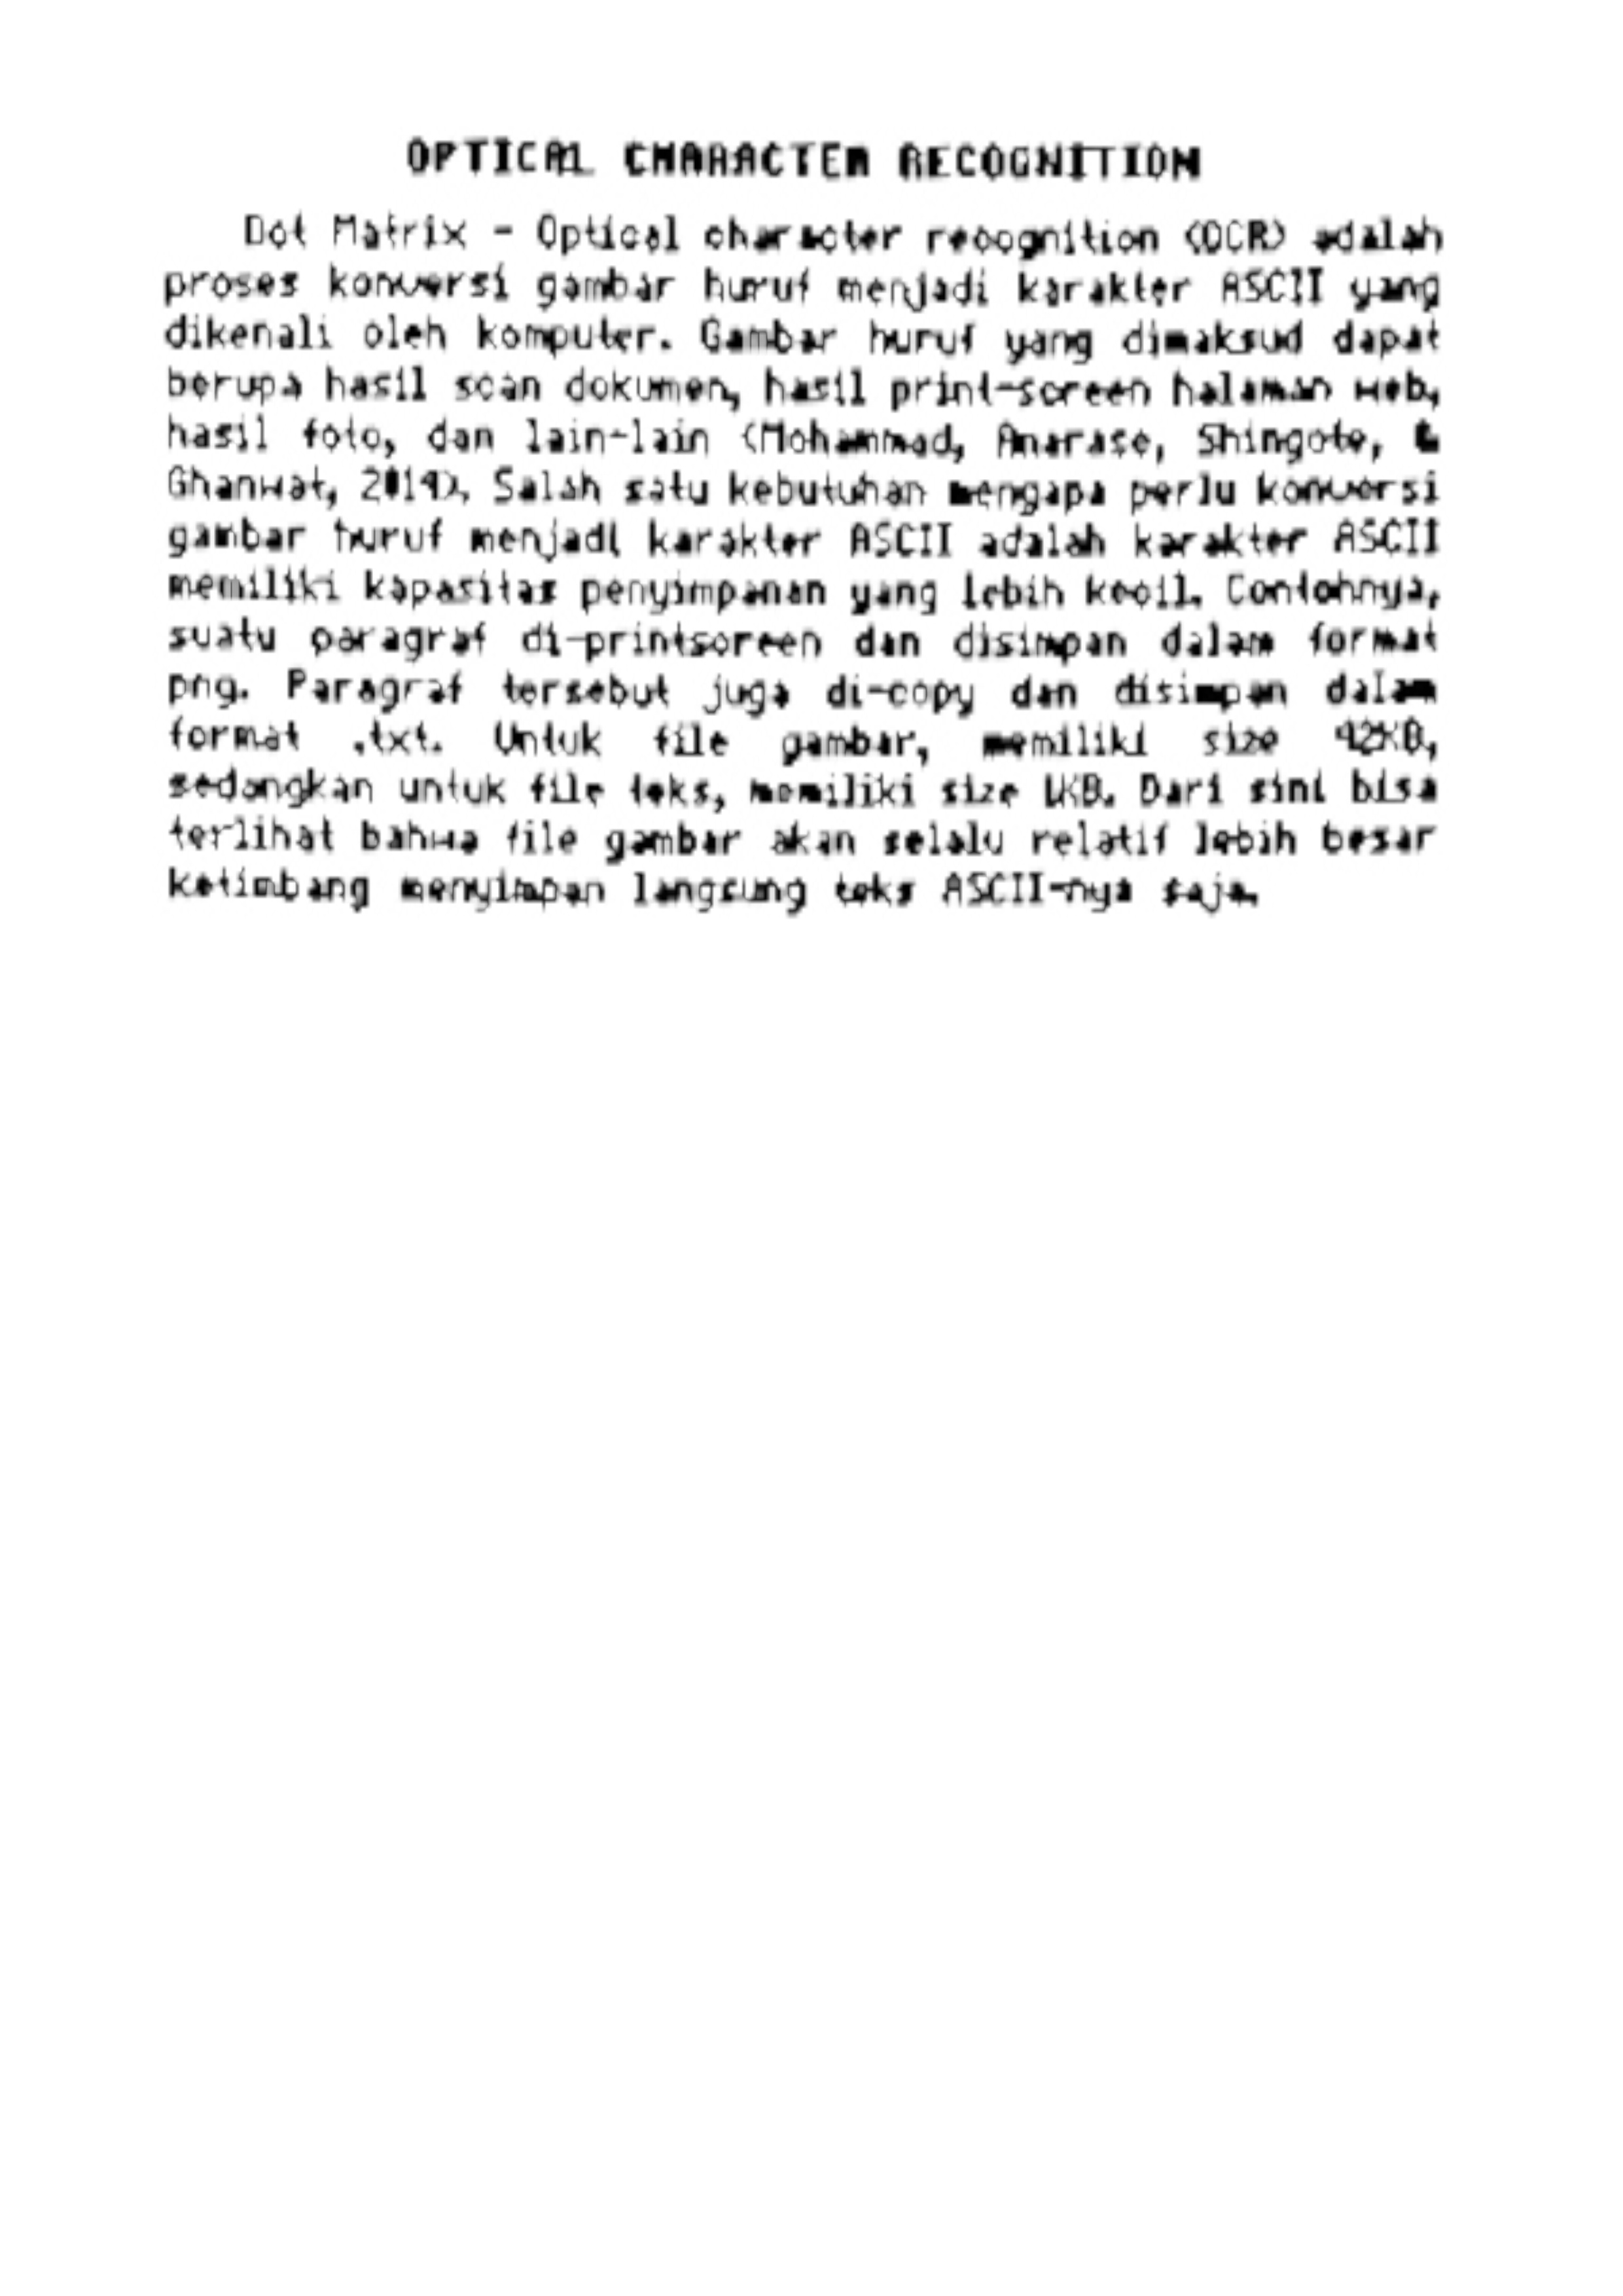 OPTICAL CHARACTER RECOGNITION
Dot Matrix - Optical character recognition (OCR) adalah
proses konversi gambar huruf menjadi karakter ASCII yang
dikenali oleh komputer. Gambar huruf yang dimaksud dapat
berupa hasil scan dokumen, hasil print-screen halaman web,
hasil foto, dan lain-lain (Mohammad, Anarase, Shingote, &
Ghanwat, 2014). Salah satu kebutuhan mengapa perlu konversi
gambar huruf menjadi karakter ASCII adalah karakter ASCII
memiliki kapasitas penyimpanan yang lebih kecil. Contohnya,
suatu paragraf di-printscreen dan disimpan dalam format
png. Paragraf tersebut juga di-copy dan disimpan dalam
format .txt. Untuk file gambar, memiliki size
sedangkan untuk file teks, memiliki size 1KB. Dari sini bisa
terlihat bahwa file gambar akan selalu relatif lebih besar
ketimbang menyimpan langsung teks ASCII-nya saja.